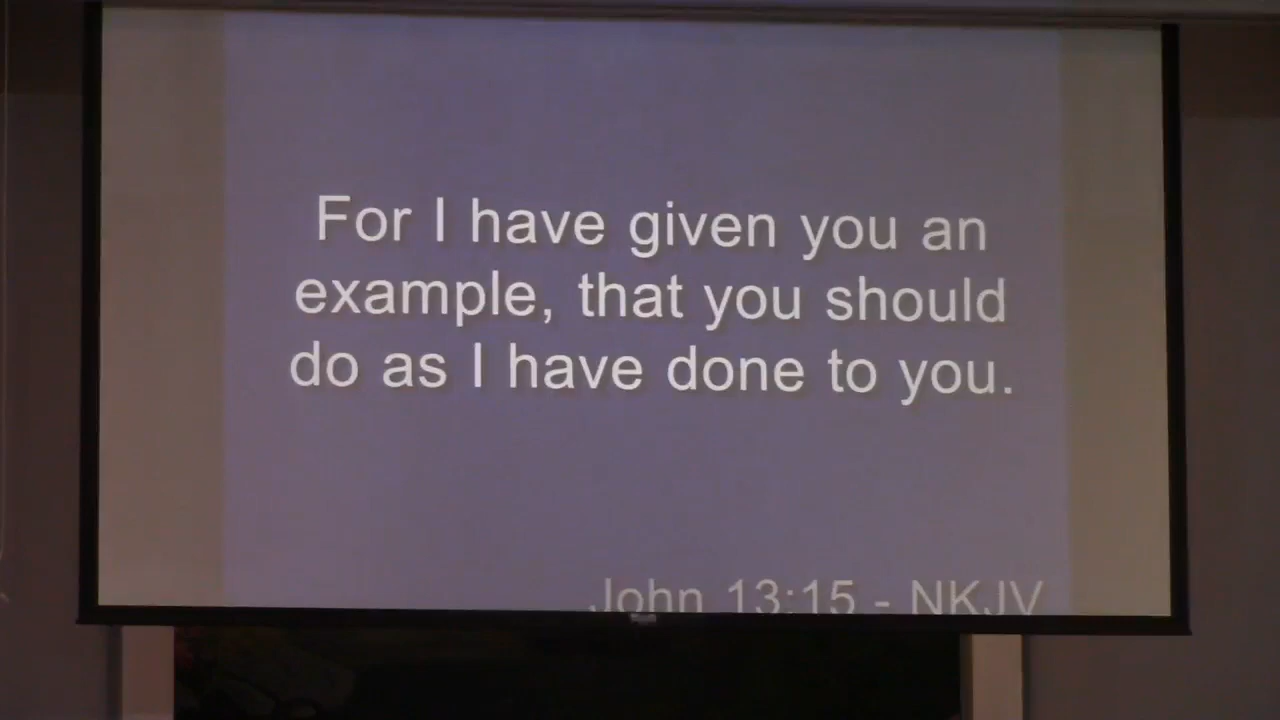 For I have given you an
example, that you should
do as I have done to you.
John 13:15 - NKJV